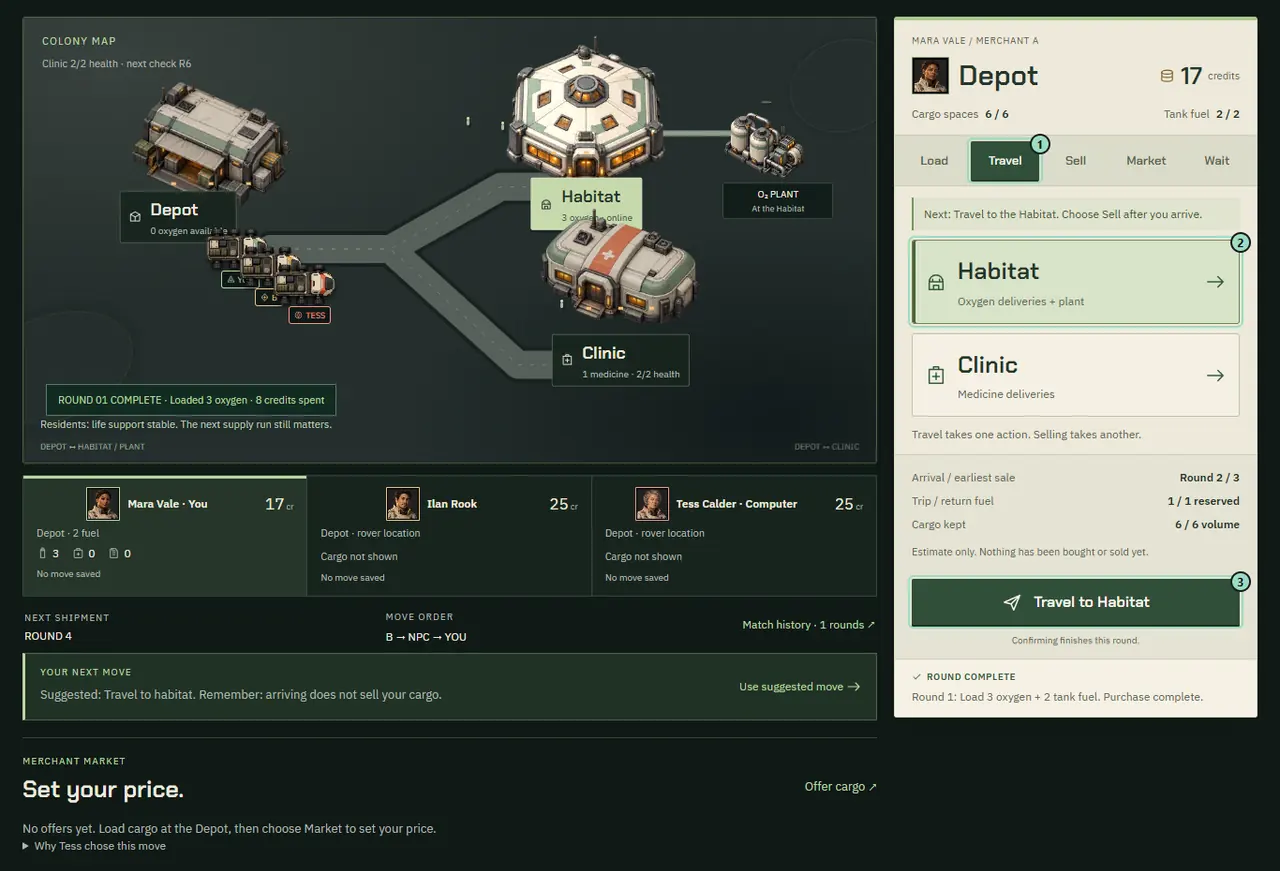 COLONY MAP
Clinic 2/2 health · next check R6
Depot
Habitat
3 oxygen · online
O₂ PLANT
At the Habitat
TESS
Clinic
1 medicine · 2/2 health
ROUND 01 COMPLETE · Loaded 3 oxygen · 8 credits spent
Residents: life support stable. The next supply run still matters.
DEPOT ↔ HABITAT / PLANT
DEPOT ↔ CLINIC
Mara Vale · You
17 cr
Depot · 2 fuel
3 0 0
No move saved
Ilan Rook
25 cr
Depot · rover location
Cargo not shown
No move saved
Tess Calder · Computer
25 cr
Depot · rover location
Cargo not shown
No move saved
NEXT SHIPMENT
ROUND 4
MOVE ORDER
B → NPC → YOU
Match history · 1 rounds ↗
YOUR NEXT MOVE
Suggested: Travel to habitat. Remember: arriving does not sell your cargo.
Use suggested move →
MERCHANT MARKET
Set your price.
Offer cargo ↗
No offers yet. Load cargo at the Depot, then choose Market to set your price.
Why Tess chose this move
MARA VALE / MERCHANT A
Depot
17 credits
Cargo spaces 6 / 6
Tank fuel 2 / 2
Load
Travel
1
Sell
Market
Wait
Next: Travel to the Habitat. Choose Sell after you arrive.
2
Habitat
Oxygen deliveries + plant
Clinic
Medicine deliveries
Travel takes one action. Selling takes another.
Arrival / earliest sale Round 2 / 3
Trip / return fuel 1 / 1 reserved
Cargo kept 6 / 6 volume
Estimate only. Nothing has been bought or sold yet.
3
Travel to Habitat
Confirming finishes this round.
ROUND COMPLETE
Round 1: Load 3 oxygen + 2 tank fuel. Purchase complete.